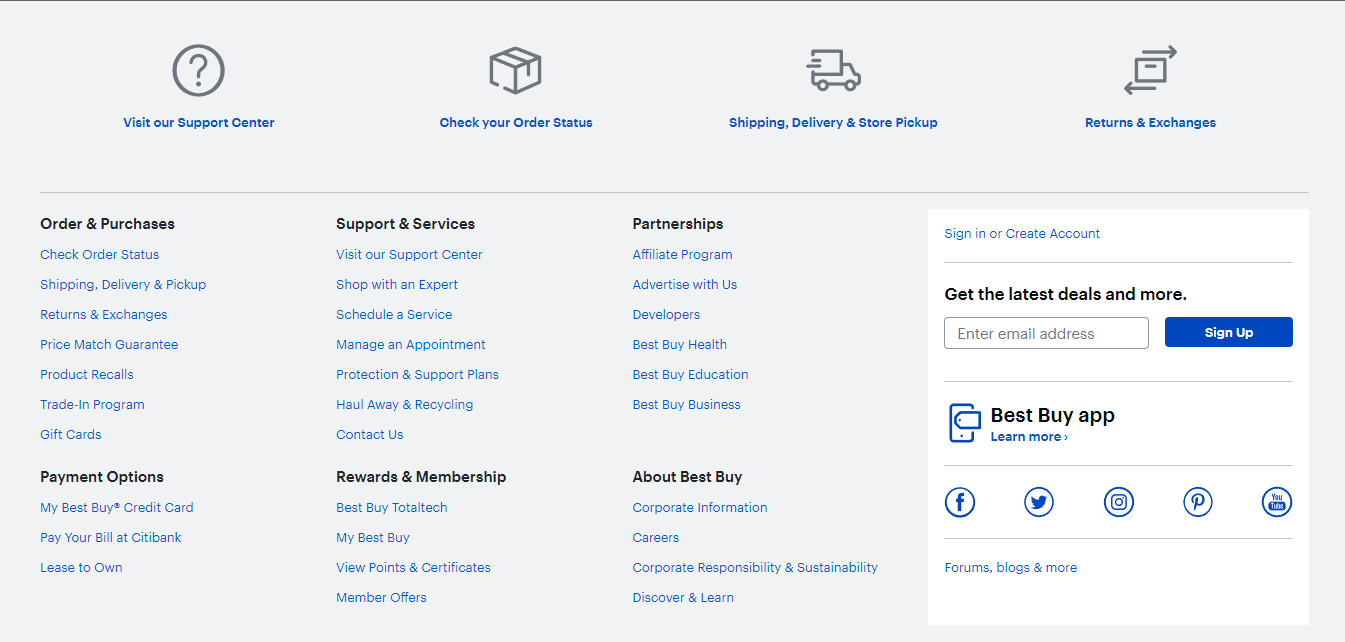 Visit our Support Center
Check your Order Status
Shipping, Delivery & Store Pickup
Returns & Exchanges
Order & Purchases
Check Order Status
Shipping, Delivery & Pickup
Returns & Exchanges
Price Match Guarantee
Product Recalls
Trade-In Program
Gift Cards
Payment Options
My Best Buy® Credit Card
Pay Your Bill at Citibank
Lease to Own
Support & Services
Visit our Support Center
Shop with an Expert
Schedule a Service
Manage an Appointment
Protection & Support Plans
Haul Away & Recycling
Contact Us
Rewards & Membership
Best Buy Totaltech
My Best Buy
View Points & Certificates
Member Offers
Partnerships
Affiliate Program
Advertise with Us
Developers
Best Buy Health
Best Buy Education
Best Buy Business
About Best Buy
Corporate Information
Careers
Corporate Responsibility & Sustainability
Discover & Learn
Sign in or Create Account
Get the latest deals and more.
Enter email address
Sign Up
Best Buy app
Learn more ›
You
Tube
Forums, blogs & more